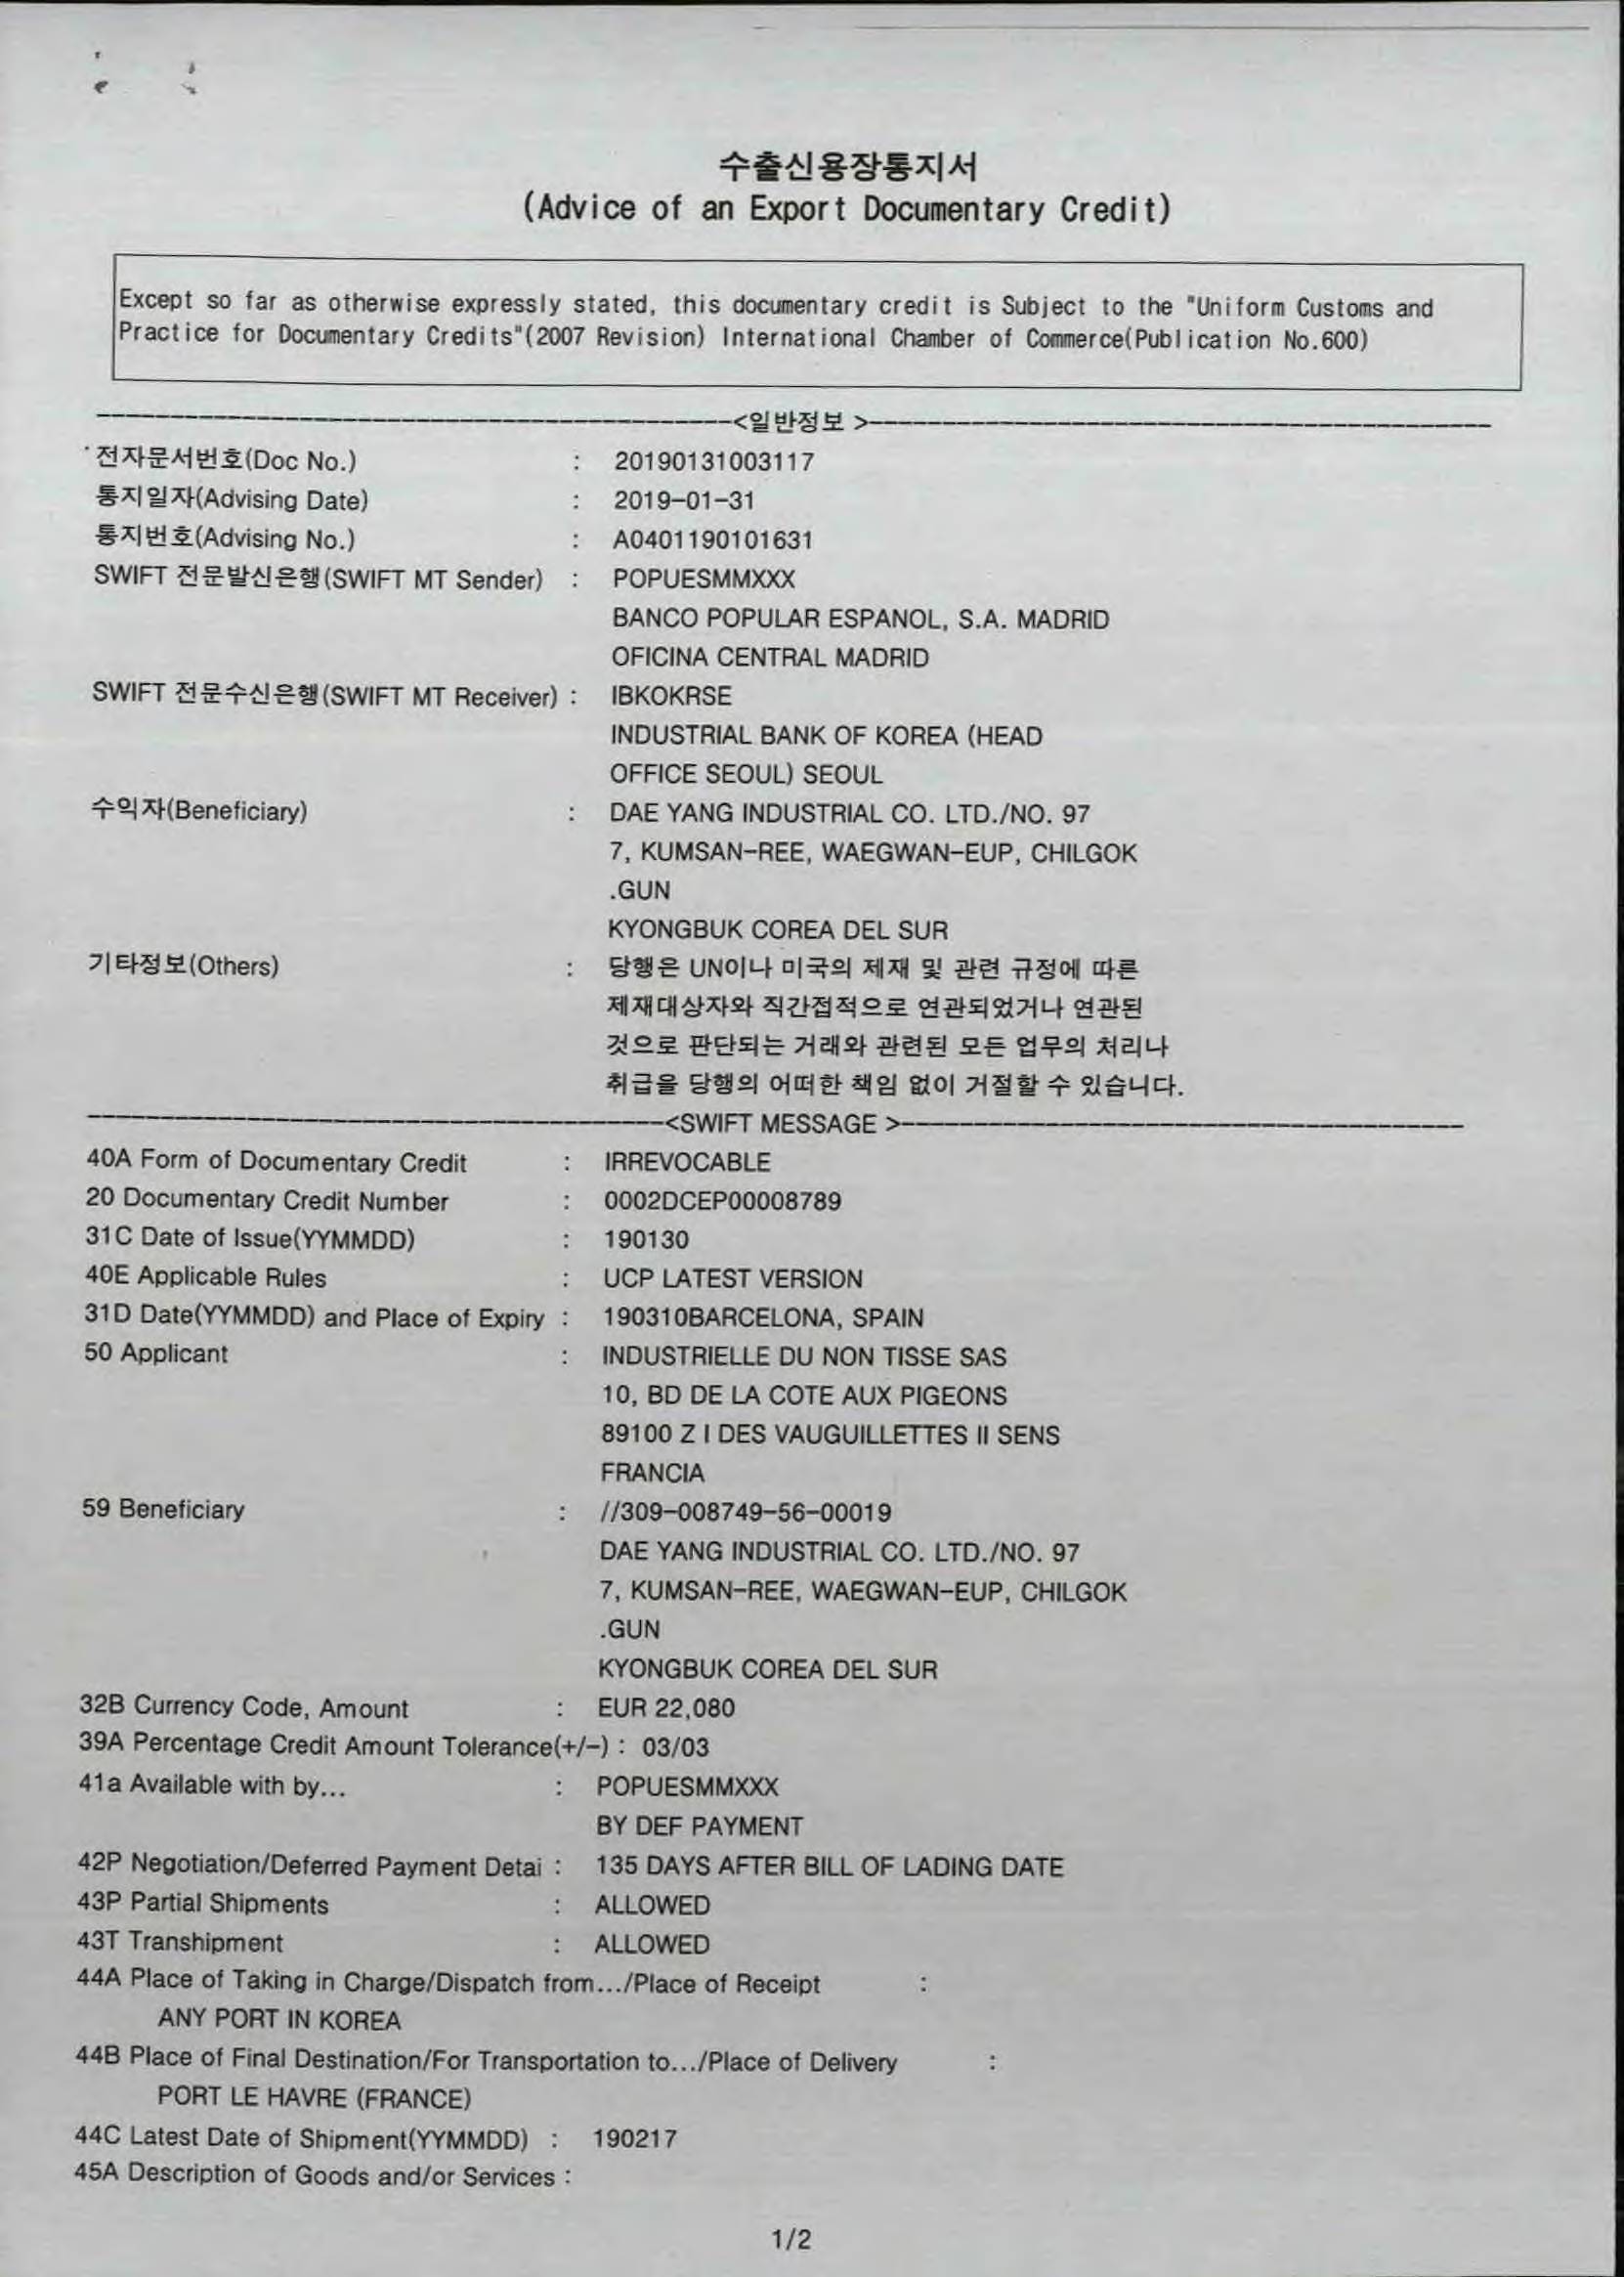 수출신용장통지서
(Advice of an Export Documentary Credit)
Except so far as otherwise expressly stated, this documentary credit is Subject to the "Uniform Customs and
Practice for Documentary Credits"(2007 Revision) International Chamber of Commerce(Publication No.600)
<일반정보 >
전자문서번호(Doc No.) : 20190131003117
통지일자(Advising Date) : 2019-01-31
통지번호(Advising No.) : A0401190101631
SWIFT 전문발신은행(SWIFT MT Sender) : POPUESMMXXX
BANCO POPULAR ESPANOL, S.A. MADRID
OFICINA CENTRAL MADRID
SWIFT 전문수신은행(SWIFT MT Receiver) : IBKOKRSE
INDUSTRIAL BANK OF KOREA (HEAD
OFFICE SEOUL) SEOUL
수익자(Beneficiary) : DAE YANG INDUSTRIAL CO. LTD./NO. 97
7, KUMSAN-REE, WAEGWAN-EUP, CHILGOK
.GUN
KYONGBUK COREA DEL SUR
기타정보(Others) : 당행은 UN이나 미국의 제재 및 관련 규정에 따른
제재대상자와 직간접적으로 연관되었거나 연관된
것으로 판단되는 거래와 관련된 모든 업무의 처리나
취급을 당행의 어떠한 책임 없이 거절할 수 있습니다.
<SWIFT MESSAGE >
40A Form of Documentary Credit : IRREVOCABLE
20 Documentary Credit Number : 0002DCEP00008789
31C Date of Issue(YYMMDD) : 190130
40E Applicable Rules : UCP LATEST VERSION
31D Date(YYMMDD) and Place of Expiry : 190310BARCELONA, SPAIN
50 Applicant : INDUSTRIELLE DU NON TISSE SAS
10, BD DE LA COTE AUX PIGEONS
89100 Z I DES VAUGUILLETTES II SENS
FRANCIA
59 Beneficiary : //309-008749-56-00019
DAE YANG INDUSTRIAL CO. LTD./NO. 97
7, KUMSAN-REE, WAEGWAN-EUP, CHILGOK
.GUN
KYONGBUK COREA DEL SUR
32B Currency Code, Amount : EUR 22,080
39A Percentage Credit Amount Tolerance(+/-) : 03/03
41a Available with by... : POPUESMMXXX
BY DEF PAYMENT
42P Negotiation/Deferred Payment Detai : 135 DAYS AFTER BILL OF LADING DATE
43P Partial Shipments : ALLOWED
43T Transhipment : ALLOWED
44A Place of Taking in Charge/Dispatch from.../Place of Receipt :
ANY PORT IN KOREA
44B Place of Final Destination/For Transportation to.../Place of Delivery :
PORT LE HAVRE (FRANCE)
44C Latest Date of Shipment(YYMMDD) : 190217
45A Description of Goods and/or Services :
1/2